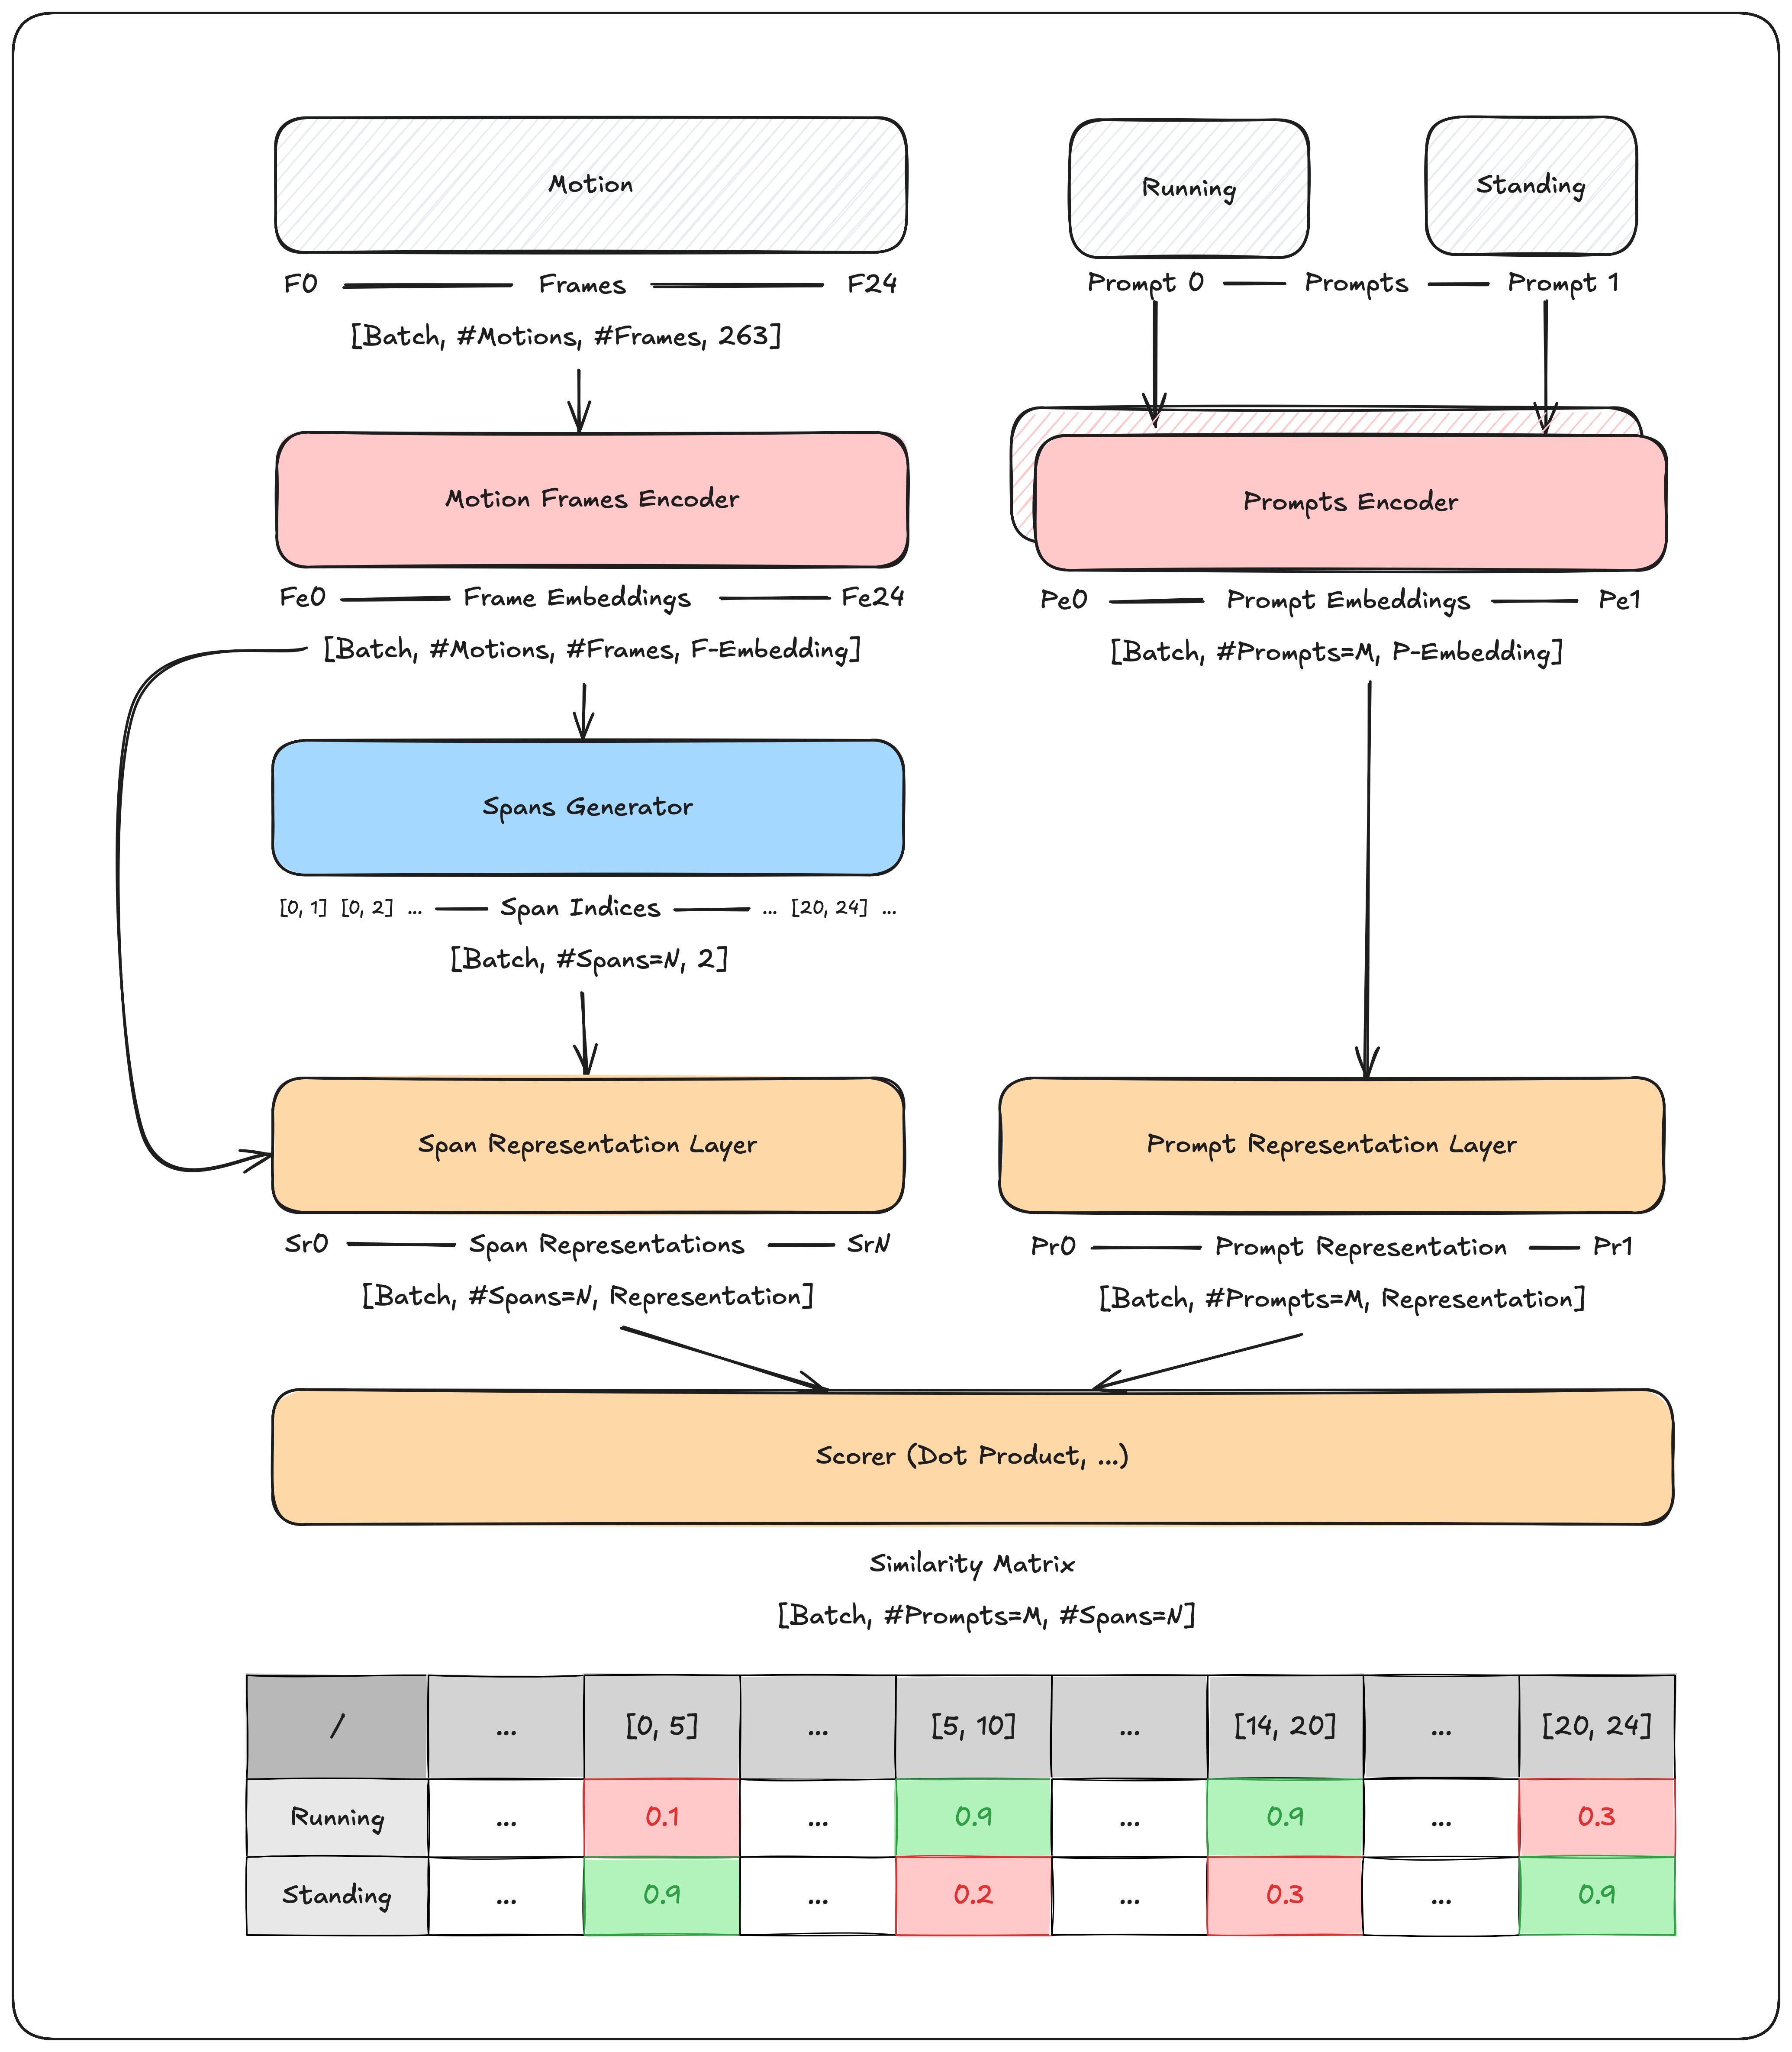 Motion
Running
Standing
F0 Frames F24
Prompt 0 Prompts Prompt 1
[Batch, #Motions, #Frames, 263]
Motion Frames Encoder
Prompts Encoder
Fe0 Frame Embeddings Fe24
Pe0 Prompt Embeddings Pe1
[Batch, #Motions, #Frames, F-Embedding]
[Batch, #Prompts=M, P-Embedding]
Spans Generator
[0, 1] [0, 2] ... Span Indices ... [20, 24] ...
[Batch, #Spans=N, 2]
Span Representation Layer
Prompt Representation Layer
Sr0 Span Representations SrN
Pr0 Prompt Representation Pr1
[Batch, #Spans=N, Representation]
[Batch, #Prompts=M, Representation]
Scorer (Dot Product, ...)
Similarity Matrix
[Batch, #Prompts=M, #Spans=N]
/ ... [0, 5] ... [5, 10] ... [14, 20] ... [20, 24]
Running ... 0.1 ... 0.9 ... 0.9 ... 0.3
Standing ... 0.9 ... 0.2 ... 0.3 ... 0.9